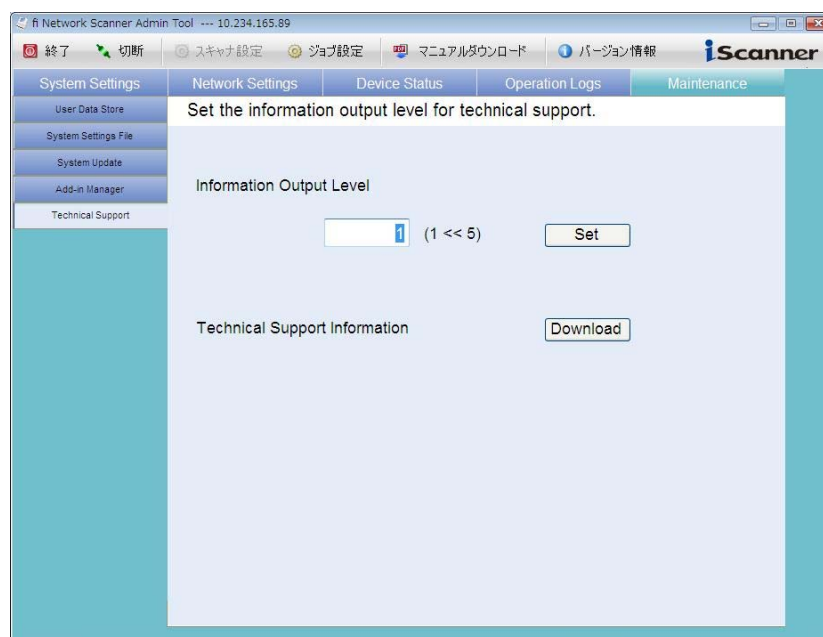 fi Network Scanner Admin Tool --- 10.234.165.89
終了 切断 スキャナ設定 ジョブ設定 マニュアルダウンロード バージョン情報 iScanner
System Settings Network Settings Device Status Operation Logs Maintenance
User Data Store
System Settings File
System Update
Add-in Manager
Technical Support
Set the information output level for technical support.
Information Output Level
1 (1 << 5) Set
Technical Support Information Download